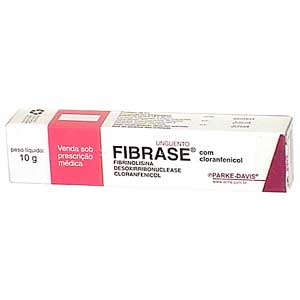 peso líquido:
10 g
Venda sob
prescrição
médica
UNGUENTO
FIBRASE® com
cloranfenicol
FIBRINOLISINA
DESOXIRRIBONUCLEASE
CLORANFENICOL
PARKE-DAVIS